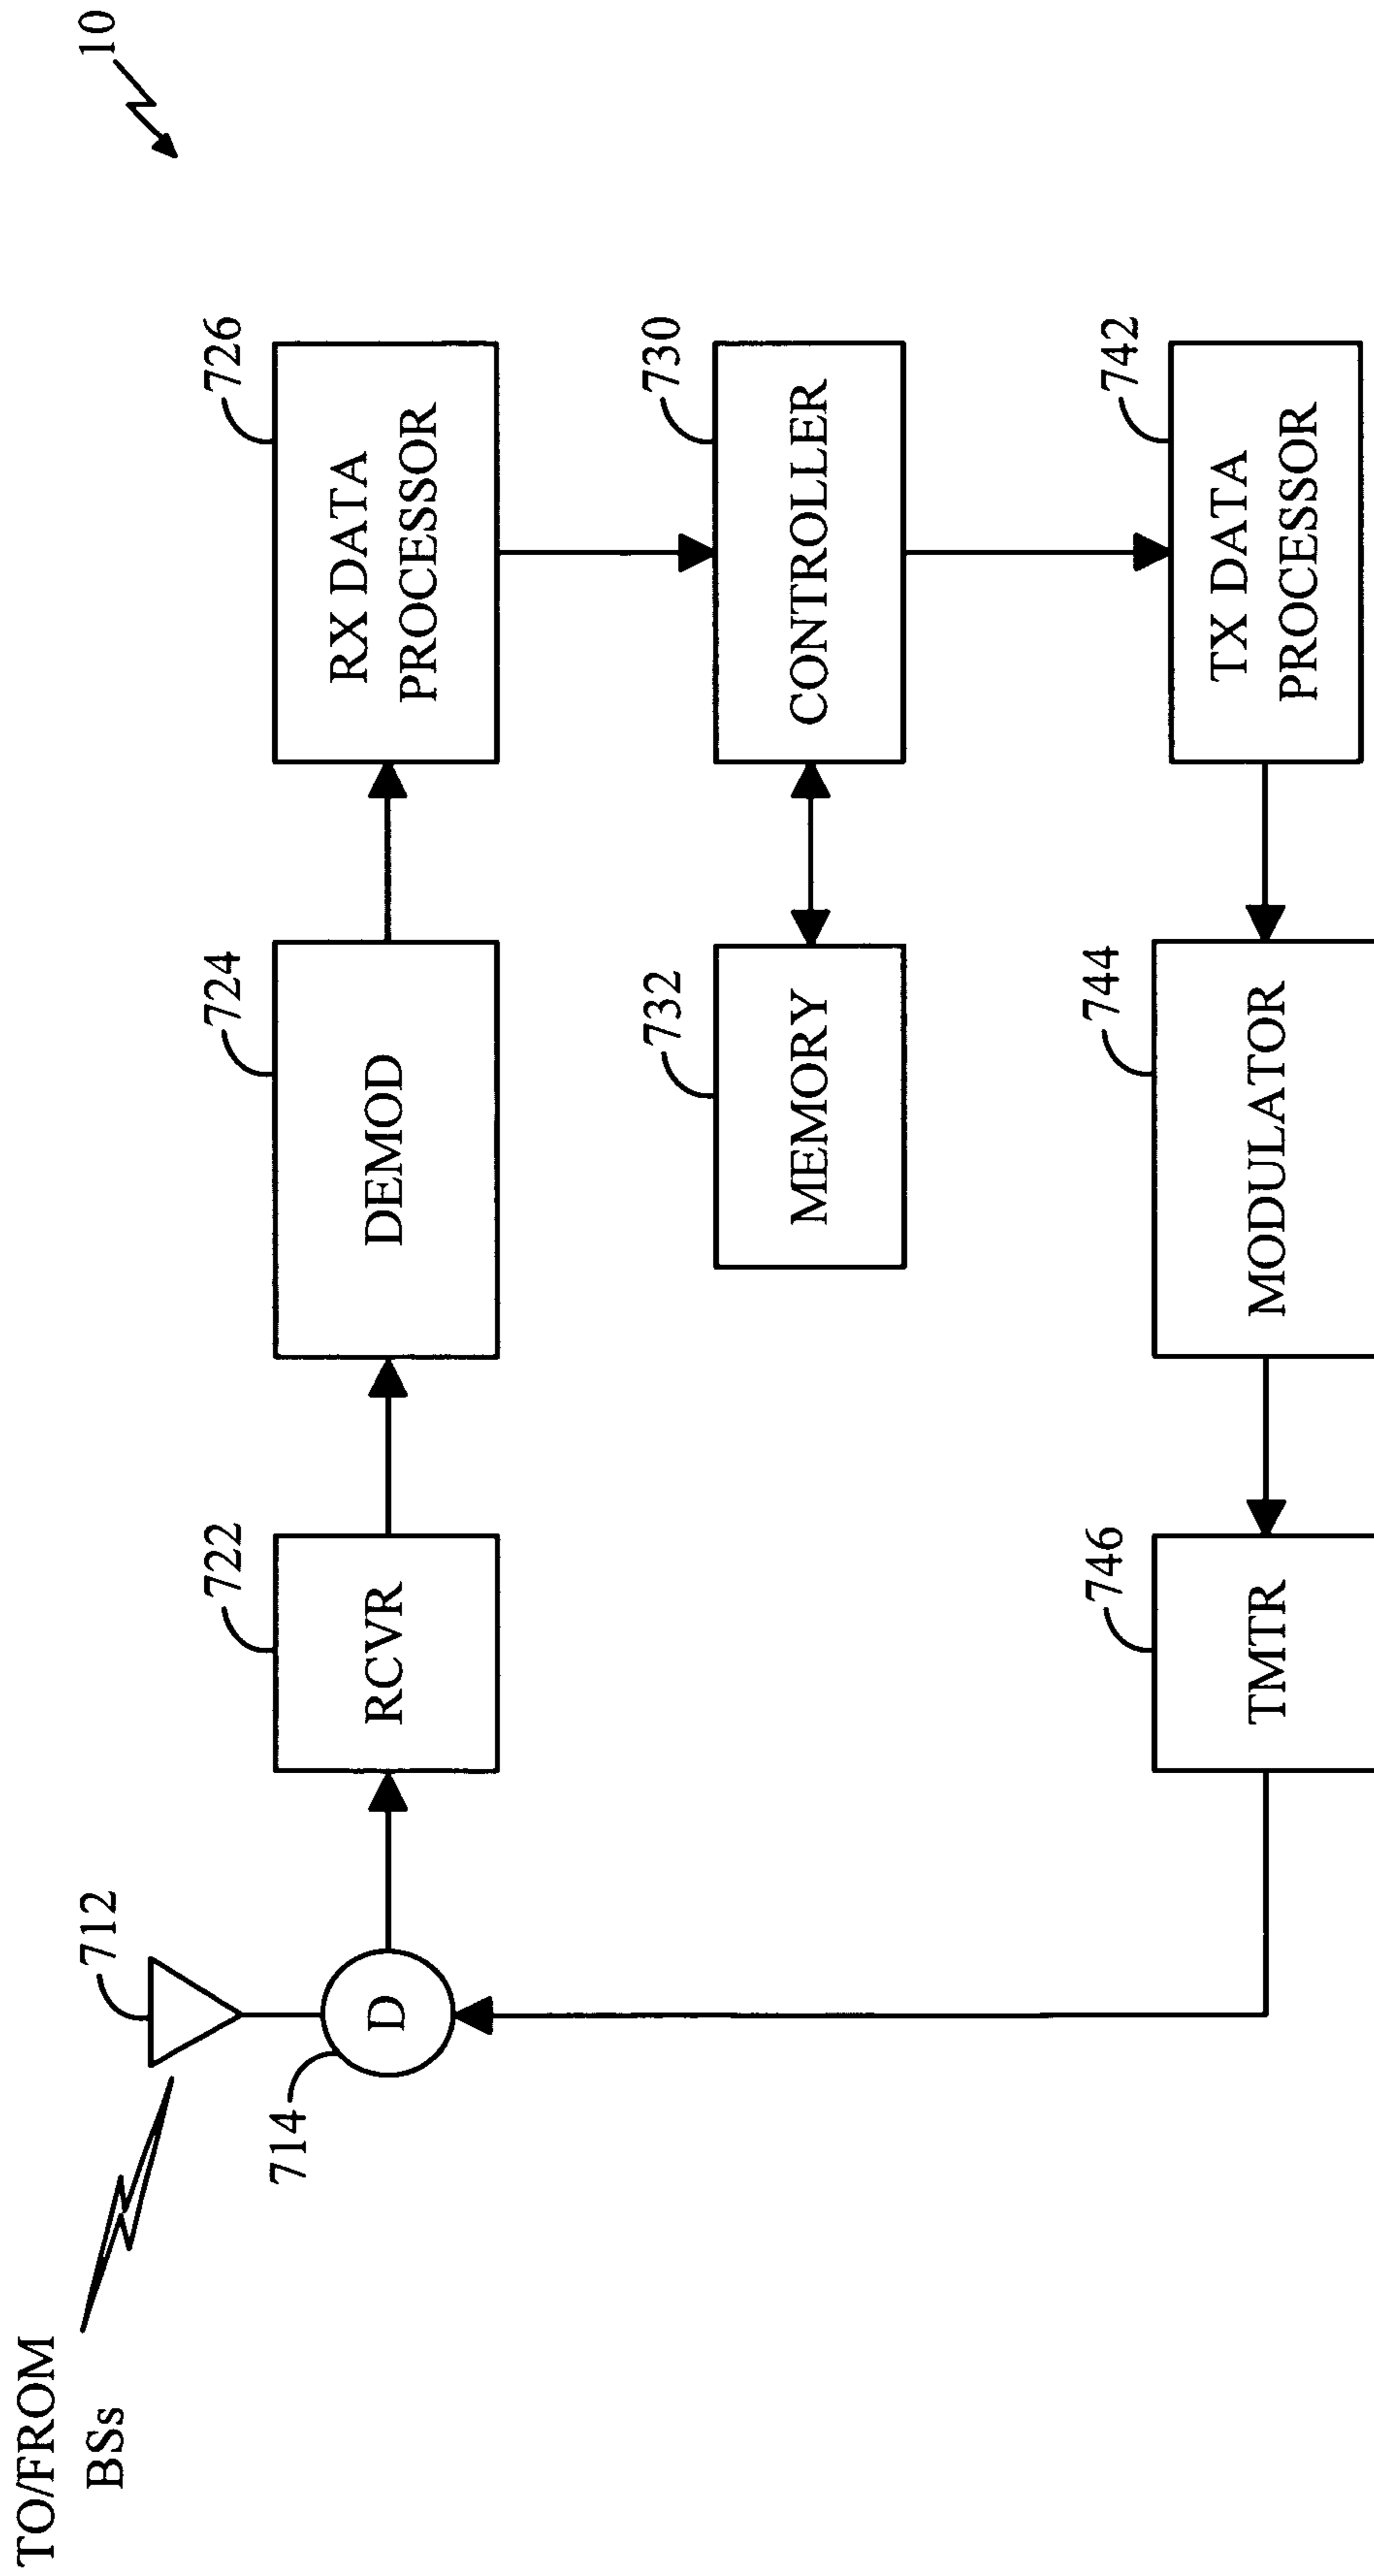 10
TO/FROM
BSs
712
714
D
722
RCVR
724
DEMOD
726
RX DATA
PROCESSOR
732
MEMORY
730
CONTROLLER
746
TMTR
744
MODULATOR
742
TX DATA
PROCESSOR